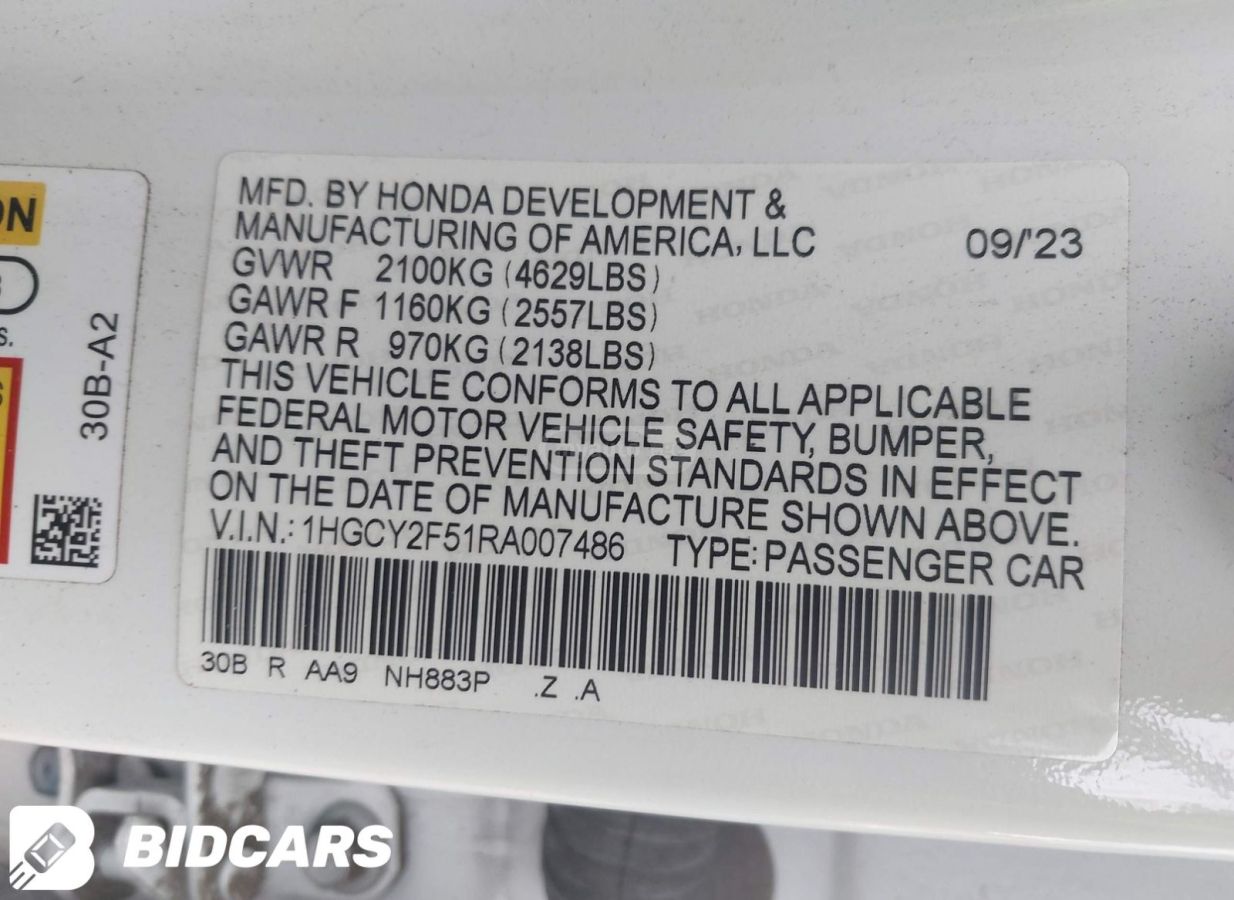 ON
S.
30B-A2
MFD. BY HONDA DEVELOPMENT &
MANUFACTURING OF AMERICA, LLC 09/'23
GVWR 2100KG (4629LBS)
GAWR F 1160KG (2557LBS)
GAWR R 970KG (2138LBS)
THIS VEHICLE CONFORMS TO ALL APPLICABLE
FEDERAL MOTOR VEHICLE SAFETY, BUMPER,
AND THEFT PREVENTION STANDARDS IN EFFECT
ON THE DATE OF MANUFACTURE SHOWN ABOVE.
V.I.N.: 1HGCY2F51RA007486 TYPE: PASSENGER CAR
30B R AA9 NH883P .Z .A
BIDCARS